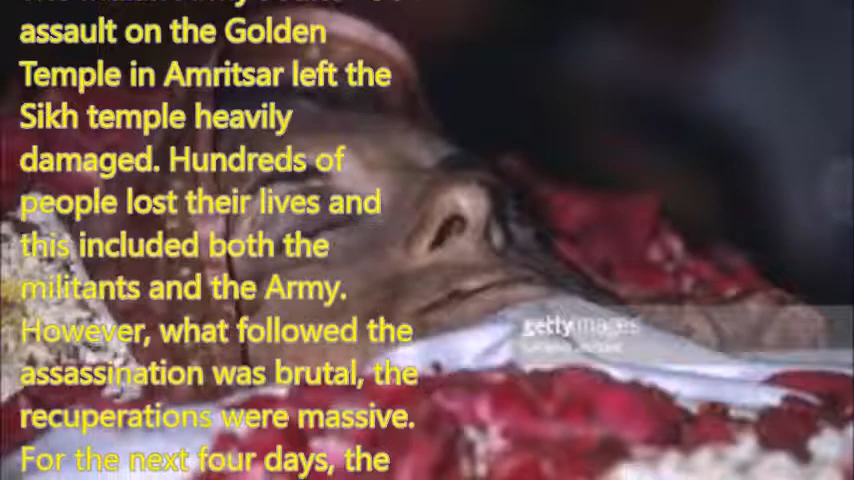 assault on the Golden
Temple in Amritsar left the
Sikh temple heavily
damaged. Hundreds of
people lost their lives and
this included both the
militants and the Army.
However, what followed the
assassination was brutal, the
recuperations were massive.
For the next four days, the
gettyimages